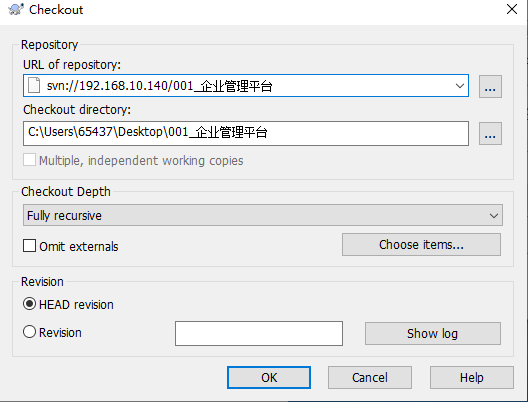 Checkout
Repository
URL of repository:
svn://192.168.10.140/001_企业管理平台
...
Checkout directory:
C:\Users\65437\Desktop\001_企业管理平台
...
Multiple, independent working copies
Checkout Depth
Fully recursive
Omit externals
Choose items...
Revision
HEAD revision
Revision
Show log
OK
Cancel
Help